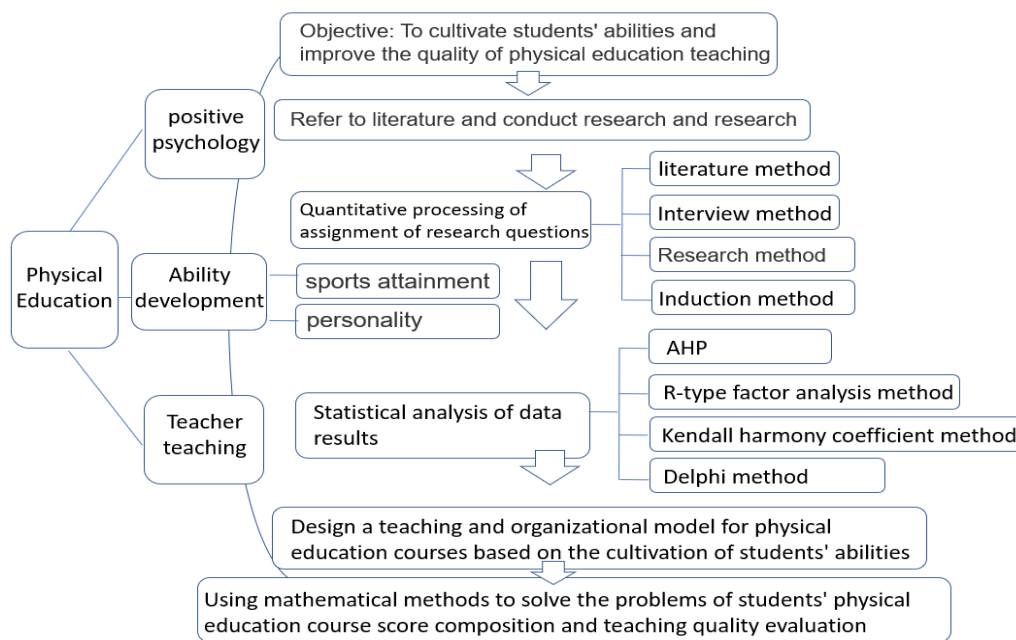 Objective: To cultivate students' abilities and
improve the quality of physical education teaching
positive
psychology
Refer to literature and conduct research and research
literature method
Quantitative processing of
assignment of research questions
Interview method
Research method
Induction method
Physical
Education
Ability
development
sports attainment
personality
AHP
R-type factor analysis method
Statistical analysis of data
results
Kendall harmony coefficient method
Delphi method
Teacher
teaching
Design a teaching and organizational model for physical
education courses based on the cultivation of students' abilities
Using mathematical methods to solve the problems of students' physical
education course score composition and teaching quality evaluation